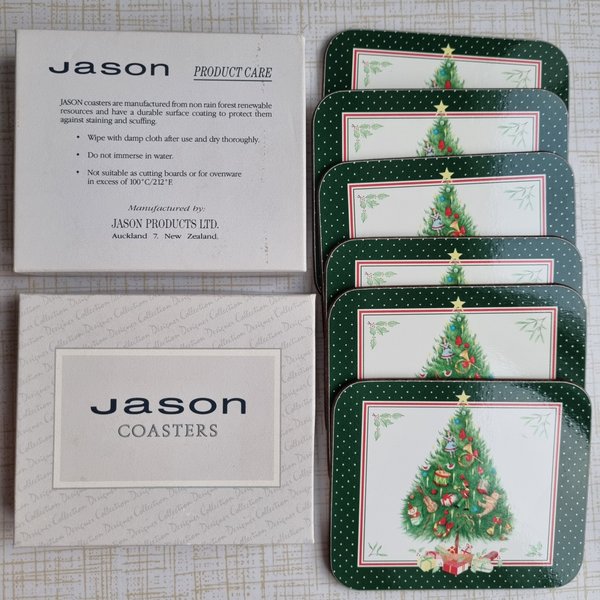 Jason PRODUCT CARE
JASON coasters are manufactured from non rain forest renewable
resources and have a durable surface coating to protect them
against staining and scuffing.
• Wipe with damp cloth after use and dry thoroughly.
• Do not immerse in water.
• Not suitable as cutting boards or for ovenware
in excess of 100°C/212°F.
Manufactured by:
JASON PRODUCTS LTD.
Auckland 7. New Zealand.
Designer Collection
Jason
COASTERS